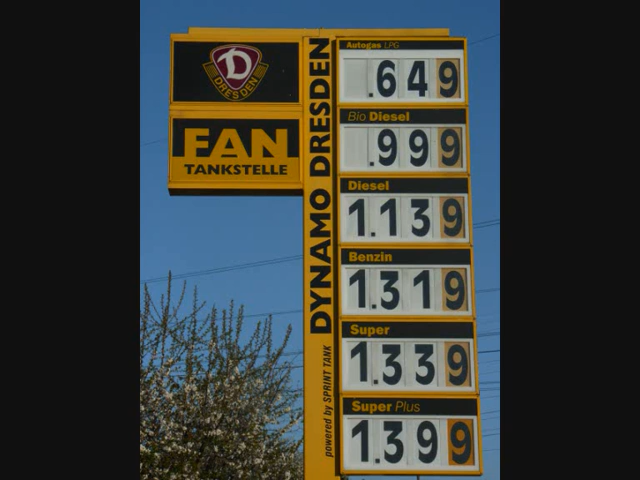 D
DRESDEN
FAN
TANKSTELLE
DYNAMO DRESDEN
powered by SPRINT TANK
Autogas LPG
.649
Bio Diesel
.999
Diesel
1.139
Benzin
1.319
Super
1.339
Super Plus
1.399